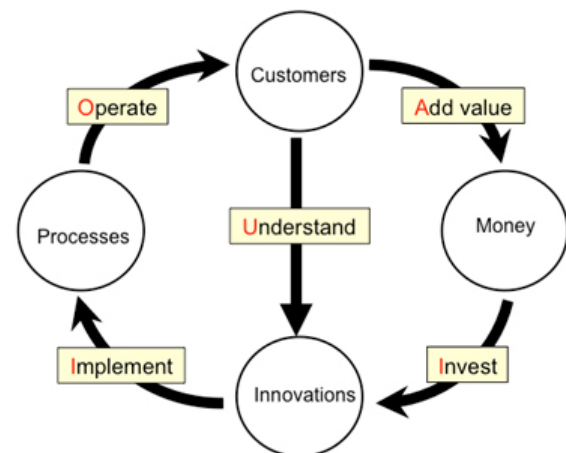 Customers
Operate
Add value
Processes
Understand
Money
Implement
Invest
Innovations